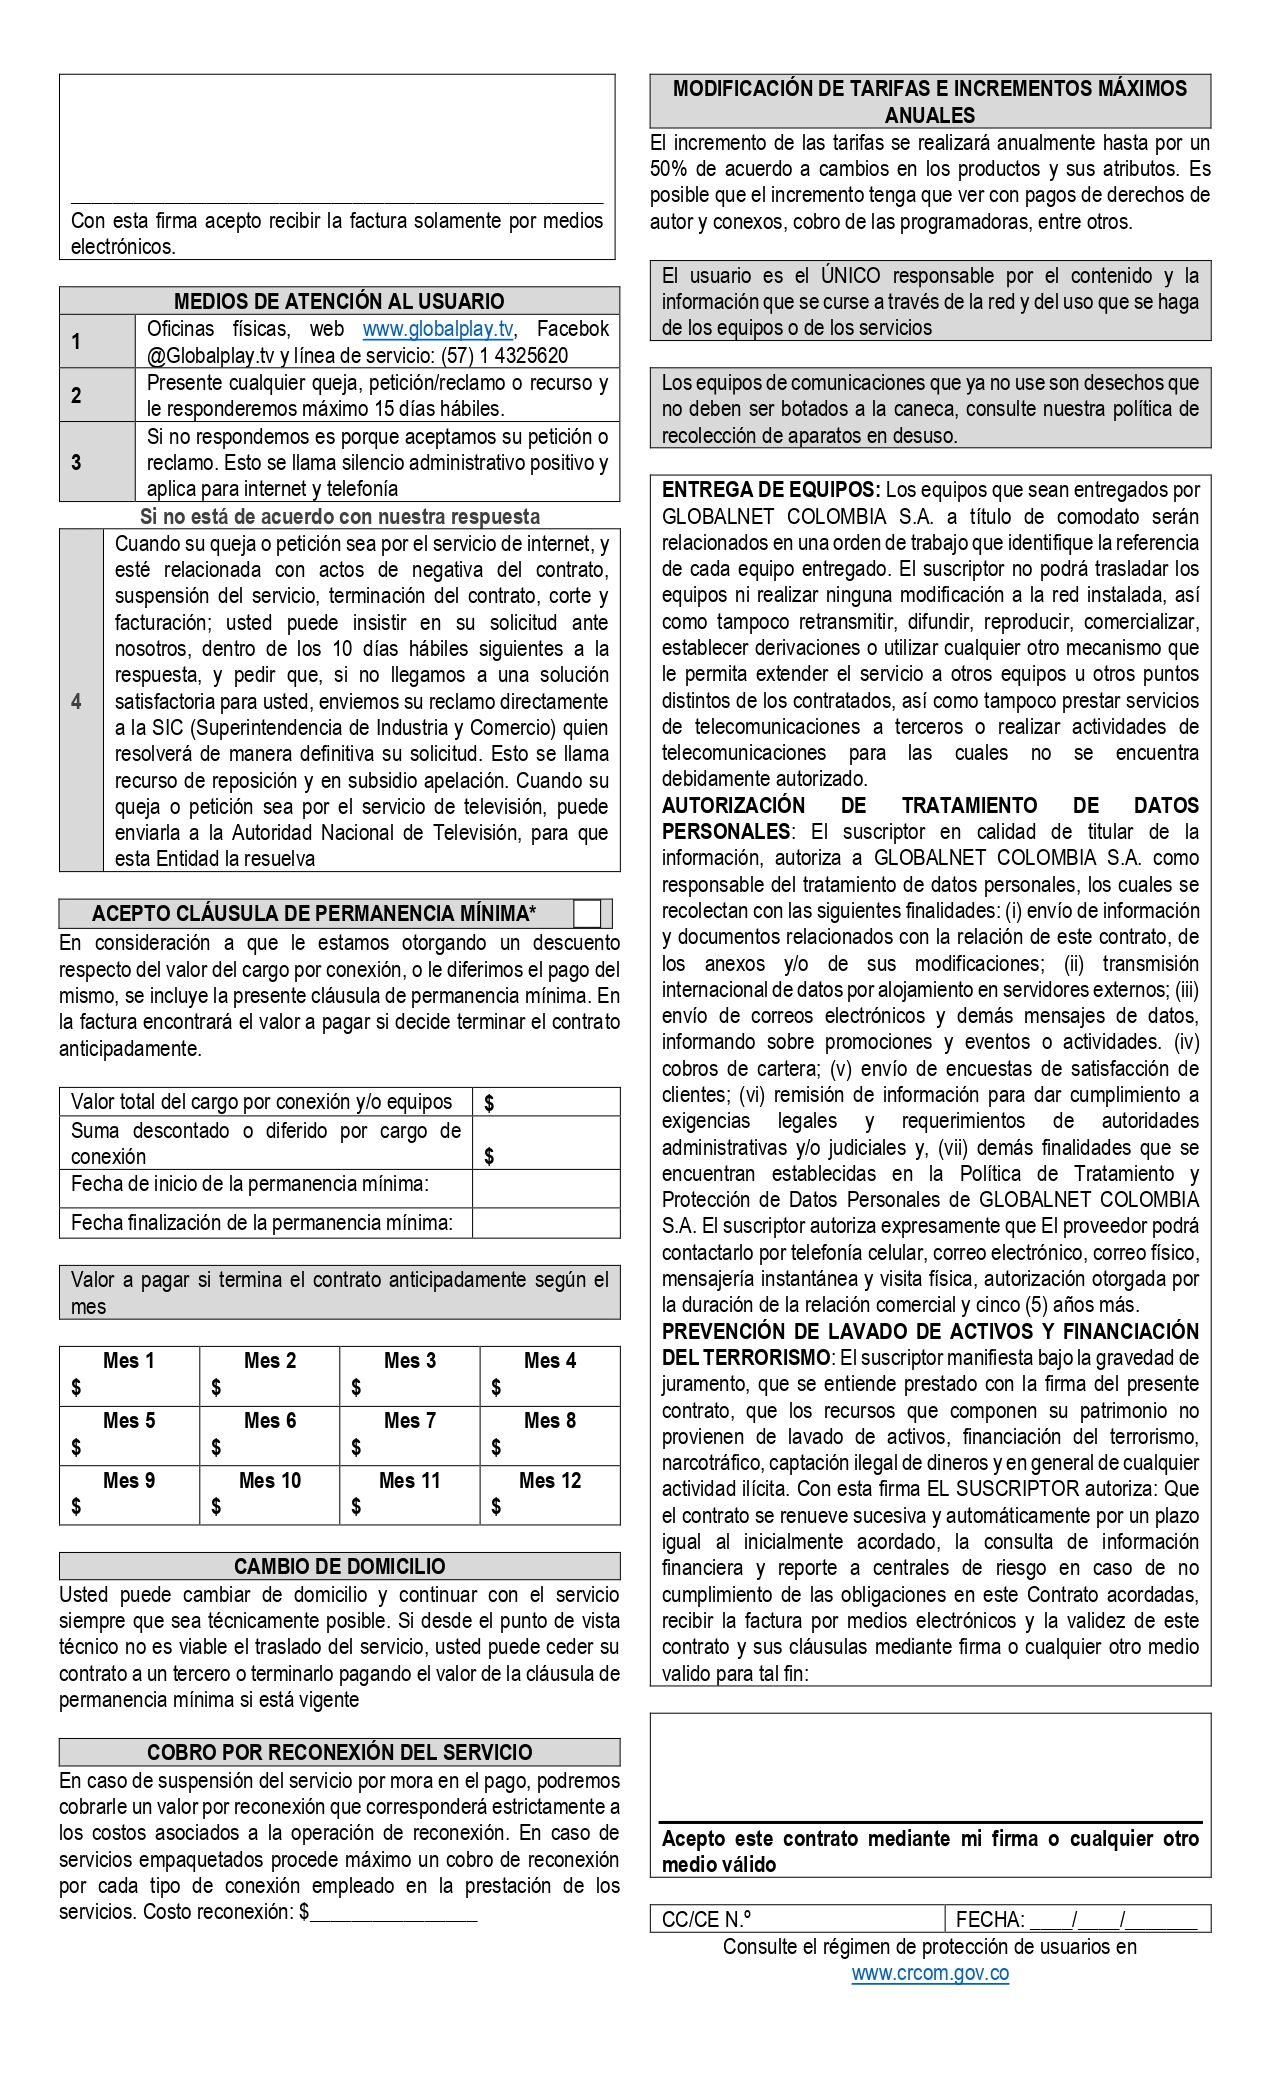 Con esta firma acepto recibir la factura solamente por medios
electrónicos.
MEDIOS DE ATENCIÓN AL USUARIO
1
Oficinas físicas, web www.globalplay.tv, Facebok
@Globalplay.tv y línea de servicio: (57) 1 4325620
2
Presente cualquier queja, petición/reclamo o recurso y
le responderemos máximo 15 días hábiles.
3
Si no respondemos es porque aceptamos su petición o
reclamo. Esto se llama silencio administrativo positivo y
aplica para internet y telefonía
Si no está de acuerdo con nuestra respuesta
4
Cuando su queja o petición sea por el servicio de internet, y
esté relacionada con actos de negativa del contrato,
suspensión del servicio, terminación del contrato, corte y
facturación; usted puede insistir en su solicitud ante
nosotros, dentro de los 10 días hábiles siguientes a la
respuesta, y pedir que, si no llegamos a una solución
satisfactoria para usted, enviemos su reclamo directamente
a la SIC (Superintendencia de Industria y Comercio) quien
resolverá de manera definitiva su solicitud. Esto se llama
recurso de reposición y en subsidio apelación. Cuando su
queja o petición sea por el servicio de televisión, puede
enviarla a la Autoridad Nacional de Televisión, para que
esta Entidad la resuelva
ACEPTO CLÁUSULA DE PERMANENCIA MÍNIMA*
En consideración a que le estamos otorgando un descuento
respecto del valor del cargo por conexión, o le diferimos el pago del
mismo, se incluye la presente cláusula de permanencia mínima. En
la factura encontrará el valor a pagar si decide terminar el contrato
anticipadamente.
Valor total del cargo por conexión y/o equipos $
Suma descontado o diferido por cargo de
conexión $
Fecha de inicio de la permanencia mínima:
Fecha finalización de la permanencia mínima:
Valor a pagar si termina el contrato anticipadamente según el
mes
Mes 1 Mes 2 Mes 3 Mes 4
$ $ $ $
Mes 5 Mes 6 Mes 7 Mes 8
$ $ $ $
Mes 9 Mes 10 Mes 11 Mes 12
$ $ $ $
CAMBIO DE DOMICILIO
Usted puede cambiar de domicilio y continuar con el servicio
siempre que sea técnicamente posible. Si desde el punto de vista
técnico no es viable el traslado del servicio, usted puede ceder su
contrato a un tercero o terminarlo pagando el valor de la cláusula de
permanencia mínima si está vigente
COBRO POR RECONEXIÓN DEL SERVICIO
En caso de suspensión del servicio por mora en el pago, podremos
cobrarle un valor por reconexión que corresponderá estrictamente a
los costos asociados a la operación de reconexión. En caso de
servicios empaquetados procede máximo un cobro de reconexión
por cada tipo de conexión empleado en la prestación de los
servicios. Costo reconexión: $________________
MODIFICACIÓN DE TARIFAS E INCREMENTOS MÁXIMOS
ANUALES
El incremento de las tarifas se realizará anualmente hasta por un
50% de acuerdo a cambios en los productos y sus atributos. Es
posible que el incremento tenga que ver con pagos de derechos de
autor y conexos, cobro de las programadoras, entre otros.
El usuario es el ÚNICO responsable por el contenido y la
información que se curse a través de la red y del uso que se haga
de los equipos o de los servicios
Los equipos de comunicaciones que ya no use son desechos que
no deben ser botados a la caneca, consulte nuestra política de
recolección de aparatos en desuso.
ENTREGA DE EQUIPOS: Los equipos que sean entregados por
GLOBALNET COLOMBIA S.A. a título de comodato serán
relacionados en una orden de trabajo que identifique la referencia
de cada equipo entregado. El suscriptor no podrá trasladar los
equipos ni realizar ninguna modificación a la red instalada, así
como tampoco retransmitir, difundir, reproducir, comercializar,
establecer derivaciones o utilizar cualquier otro mecanismo que
le permita extender el servicio a otros equipos u otros puntos
distintos de los contratados, así como tampoco prestar servicios
de telecomunicaciones a terceros o realizar actividades de
telecomunicaciones para las cuales no se encuentra
debidamente autorizado.
AUTORIZACIÓN DE TRATAMIENTO DE DATOS
PERSONALES: El suscriptor en calidad de titular de la
información, autoriza a GLOBALNET COLOMBIA S.A. como
responsable del tratamiento de datos personales, los cuales se
recolectan con las siguientes finalidades: (i) envío de información
y documentos relacionados con la relación de este contrato, de
los anexos y/o de sus modificaciones; (ii) transmisión
internacional de datos por alojamiento en servidores externos; (iii)
envío de correos electrónicos y demás mensajes de datos,
informando sobre promociones y eventos o actividades. (iv)
cobros de cartera; (v) envío de encuestas de satisfacción de
clientes; (vi) remisión de información para dar cumplimiento a
exigencias legales y requerimientos de autoridades
administrativas y/o judiciales y, (vii) demás finalidades que se
encuentran establecidas en la Política de Tratamiento y
Protección de Datos Personales de GLOBALNET COLOMBIA
S.A. El suscriptor autoriza expresamente que El proveedor podrá
contactarlo por telefonía celular, correo electrónico, correo físico,
mensajería instantánea y visita física, autorización otorgada por
la duración de la relación comercial y cinco (5) años más.
PREVENCIÓN DE LAVADO DE ACTIVOS Y FINANCIACIÓN
DEL TERRORISMO: El suscriptor manifiesta bajo la gravedad de
juramento, que se entiende prestado con la firma del presente
contrato, que los recursos que componen su patrimonio no
provienen de lavado de activos, financiación del terrorismo,
narcotráfico, captación ilegal de dineros y en general de cualquier
actividad ilícita. Con esta firma EL SUSCRIPTOR autoriza: Que
el contrato se renueve sucesiva y automáticamente por un plazo
igual al inicialmente acordado, la consulta de información
financiera y reporte a centrales de riesgo en caso de no
cumplimiento de las obligaciones en este Contrato acordadas,
recibir la factura por medios electrónicos y la validez de este
contrato y sus cláusulas mediante firma o cualquier otro medio
valido para tal fin:
Acepto este contrato mediante mi firma o cualquier otro
medio válido
CC/CE N.º FECHA: ____/____/_______
Consulte el régimen de protección de usuarios en
www.crcom.gov.co